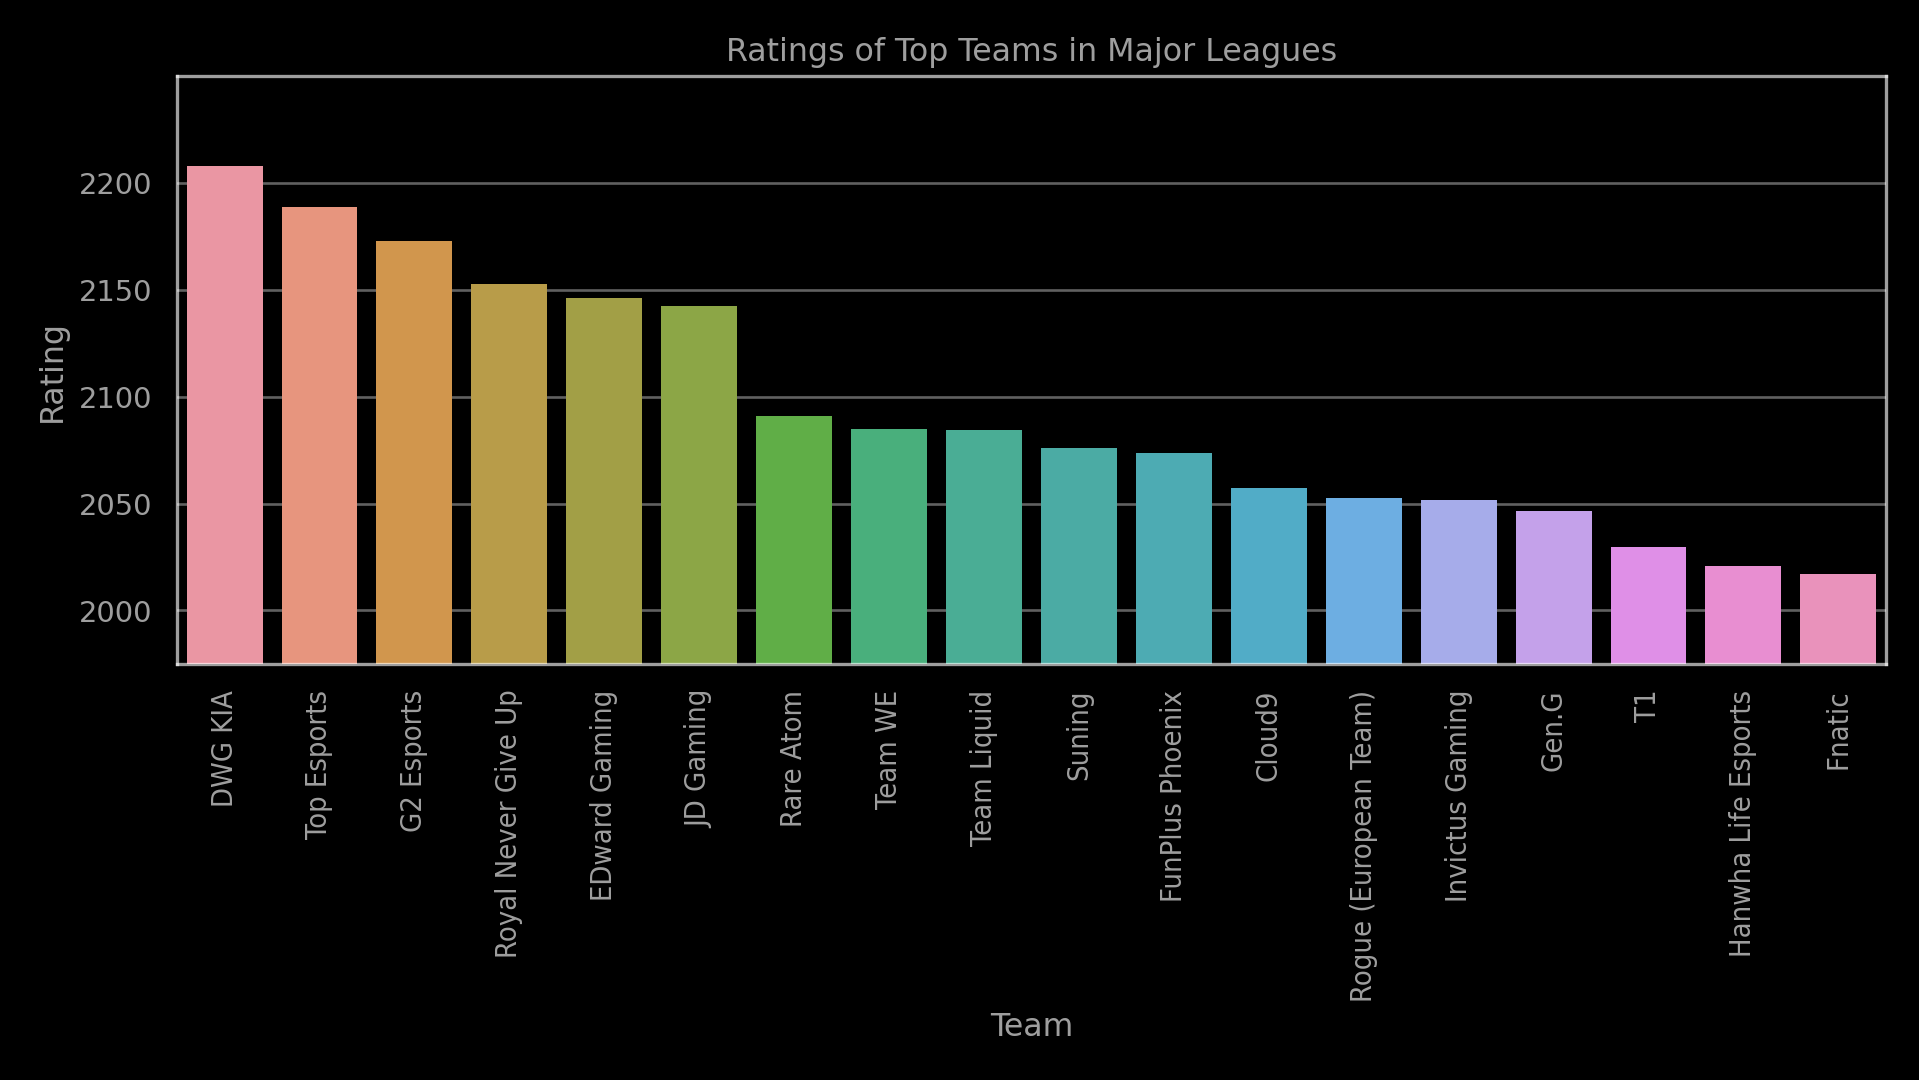 Ratings of Top Teams in Major Leagues
Rating
2200
2150
2100
2050
2000
DWG KIA
Top Esports
G2 Esports
Royal Never Give Up
EDward Gaming
JD Gaming
Rare Atom
Team WE
Team Liquid
Suning
FunPlus Phoenix
Cloud9
Rogue (European Team)
Invictus Gaming
Gen.G
T1
Hanwha Life Esports
Fnatic
Team